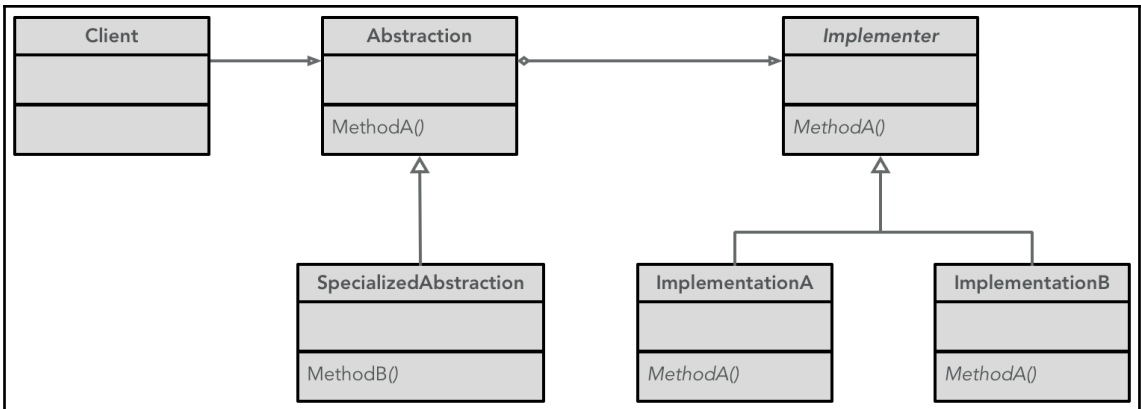 Client
Abstraction
Implementer
MethodA()
MethodA()
SpecializedAbstraction
ImplementationA
ImplementationB
MethodB()
MethodA()
MethodA()